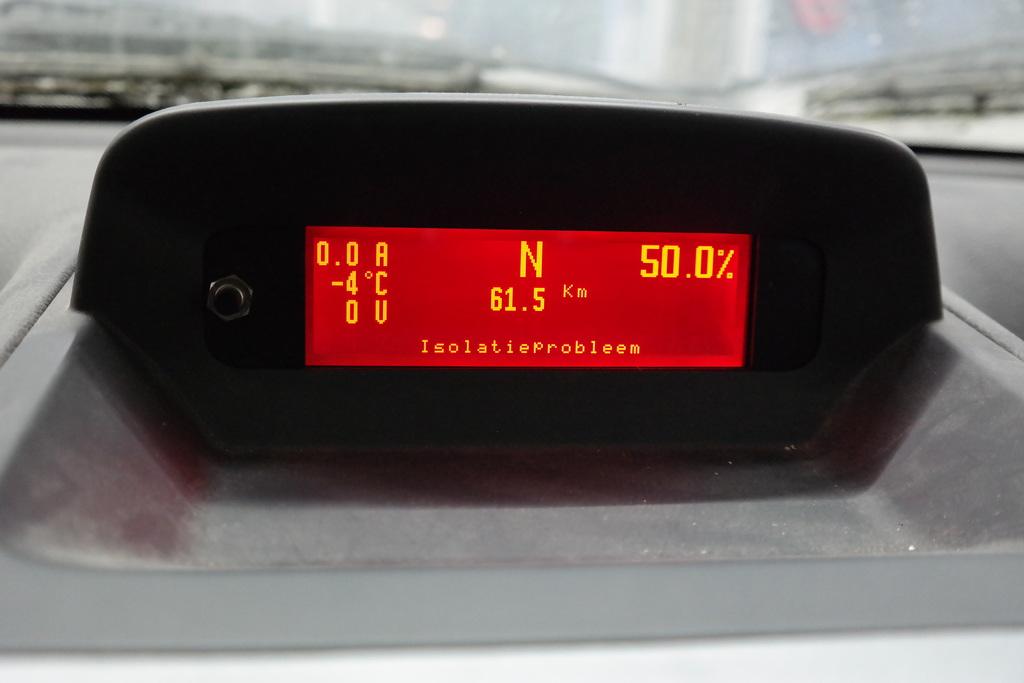 0.0 A N 50.0%
-4°C
61.5 Km
0 V
Isolatieprobleem